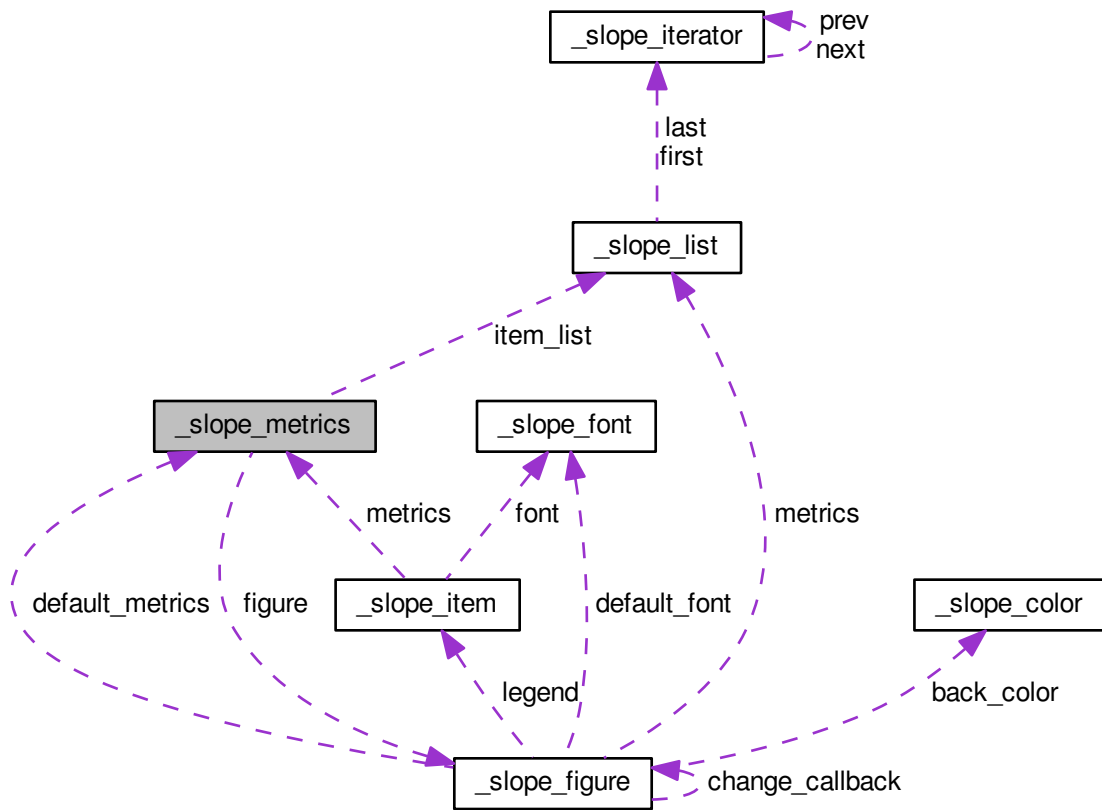 _slope_iterator
prev
next
last
first
_slope_list
item_list
_slope_metrics
_slope_font
metrics
font
metrics
default_metrics
figure
_slope_item
default_font
_slope_color
legend
back_color
_slope_figure
change_callback